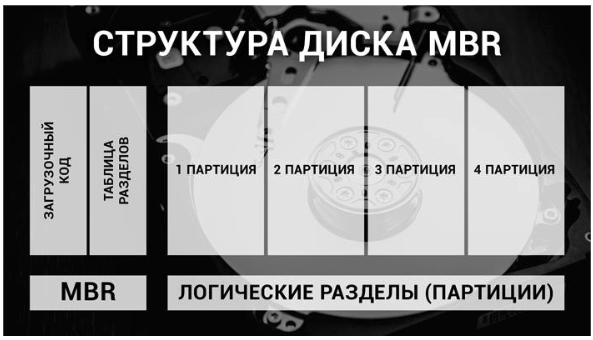 СТРУКТУРА ДИСКА MBR
ЗАГРУЗОЧНЫЙ
КОД
ТАБЛИЦА
РАЗДЕЛОВ
1 ПАРТИЦИЯ
2 ПАРТИЦИЯ
3 ПАРТИЦИЯ
4 ПАРТИЦИЯ
MBR
ЛОГИЧЕСКИЕ РАЗДЕЛЫ (ПАРТИЦИИ)